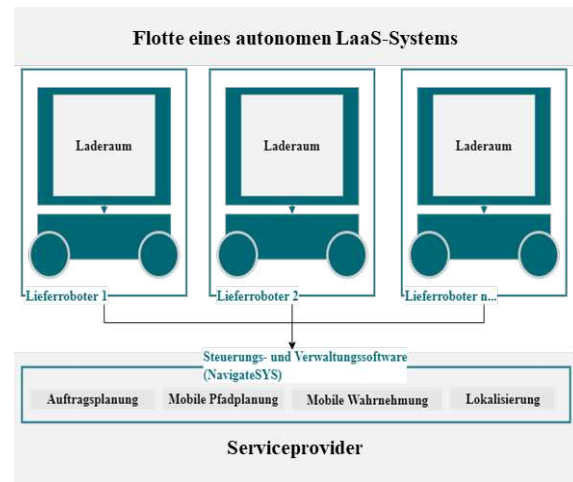 Flotte eines autonomen LaaS-Systems
Laderaum
Laderaum
Laderaum
Lieferroboter 1
Lieferroboter 2
Lieferroboter n...
Steuerungs- und Verwaltungssoftware
(NavigateSYS)
Auftragsplanung
Mobile Pfadplanung
Mobile Wahrnehmung
Lokalisierung
Serviceprovider